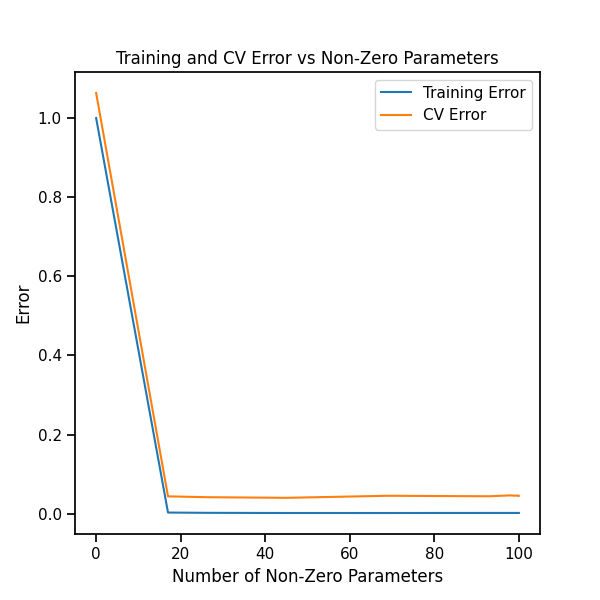 Training and CV Error vs Non-Zero Parameters
Training Error
CV Error
1.0
0.8
0.6
0.4
0.2
0.0
Error
0 20 40 60 80 100
Number of Non-Zero Parameters